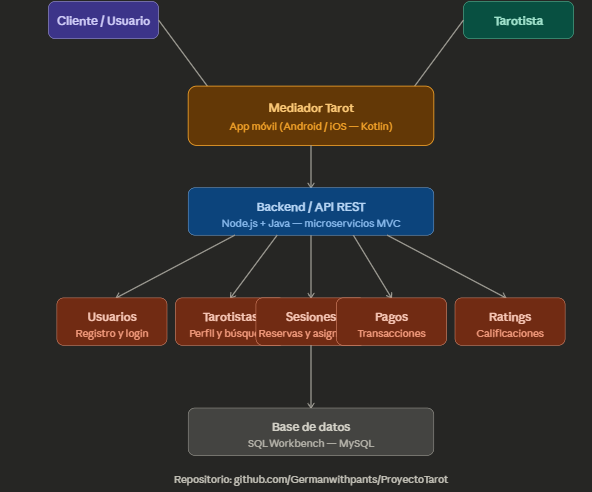 Cliente / Usuario
Tarotista
Mediador Tarot
App móvil (Android / iOS — Kotlin)
Backend / API REST
Node.js + Java — microservicios MVC
Usuarios
Registro y login
Tarotistas
Perfil y búsqu
Sesiones
Reservas y asign
Pagos
Transacciones
Ratings
Calificaciones
Base de datos
SQL Workbench — MySQL
Repositorio: github.com/Germanwithpants/ProyectoTarot